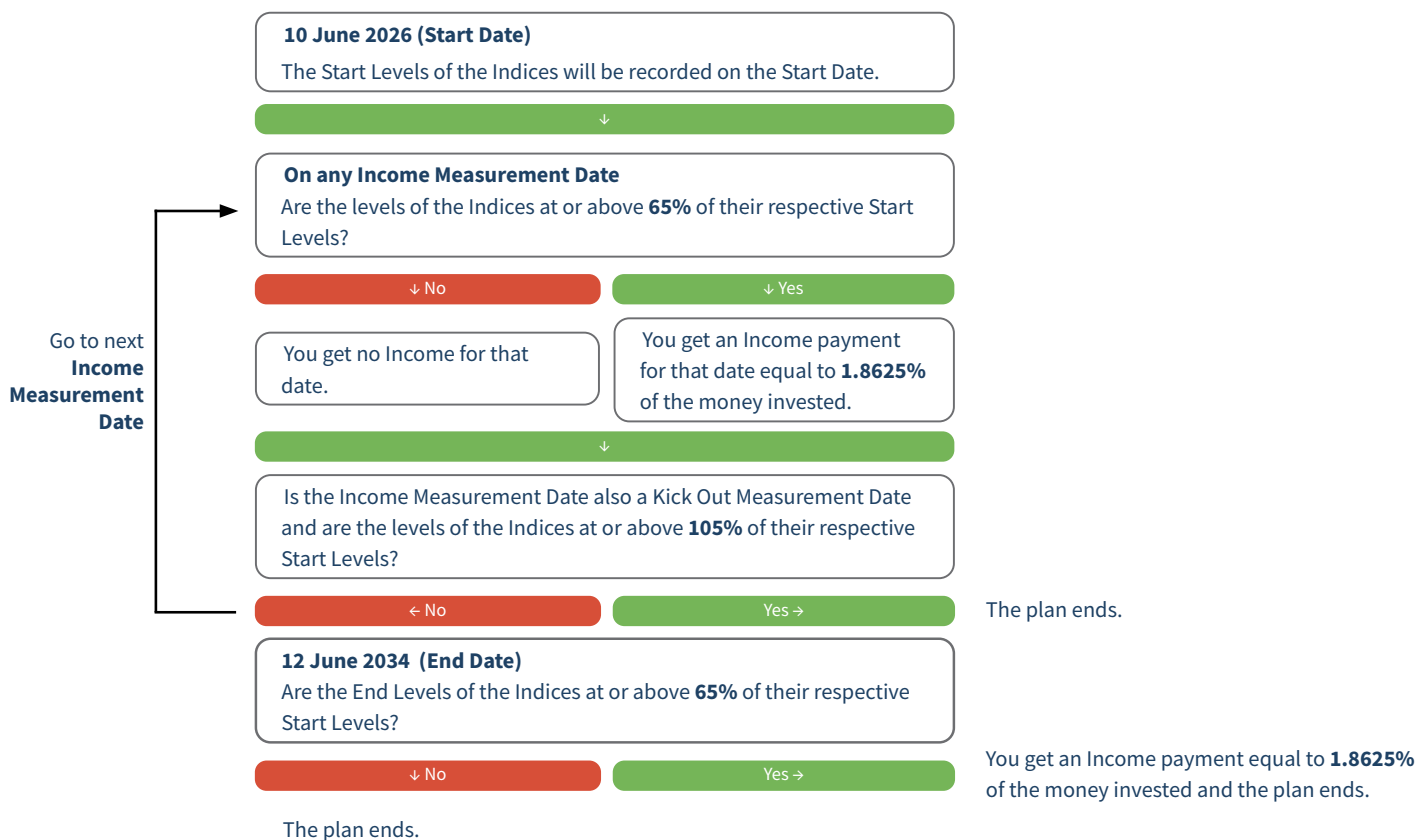 10 June 2026 (Start Date)
The Start Levels of the Indices will be recorded on the Start Date.
↓
On any Income Measurement Date
Are the levels of the Indices at or above 65% of their respective Start
Levels?
↓ No
↓ Yes
Go to next
Income
Measurement
Date
You get no Income for that
date.
You get an Income payment
for that date equal to 1.8625%
of the money invested.
↓
Is the Income Measurement Date also a Kick Out Measurement Date
and are the levels of the Indices at or above 105% of their respective
Start Levels?
← No
Yes →
The plan ends.
12 June 2034 (End Date)
Are the End Levels of the Indices at or above 65% of their respective
Start Levels?
↓ No
Yes →
You get an Income payment equal to 1.8625%
of the money invested and the plan ends.
The plan ends.